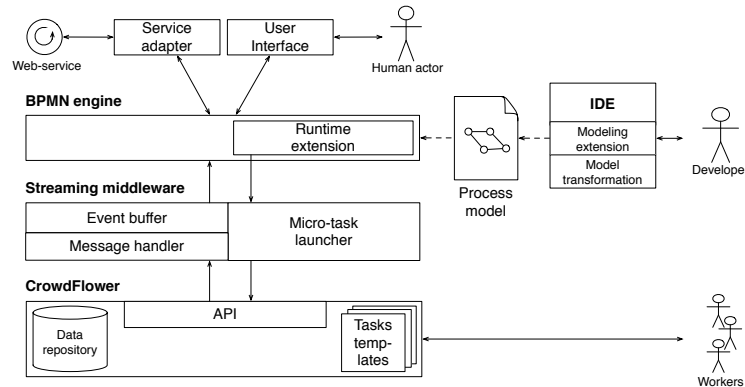 Service
adapter
User
Interface
Web-service
Human actor
BPMN engine
IDE
Runtime
extension
Modeling
extension
Model
transformation
Develope
Process
model
Streaming middleware
Event buffer
Message handler
Micro-task
launcher
CrowdFlower
API
Data
repository
Tasks
temp-
lates
Workers